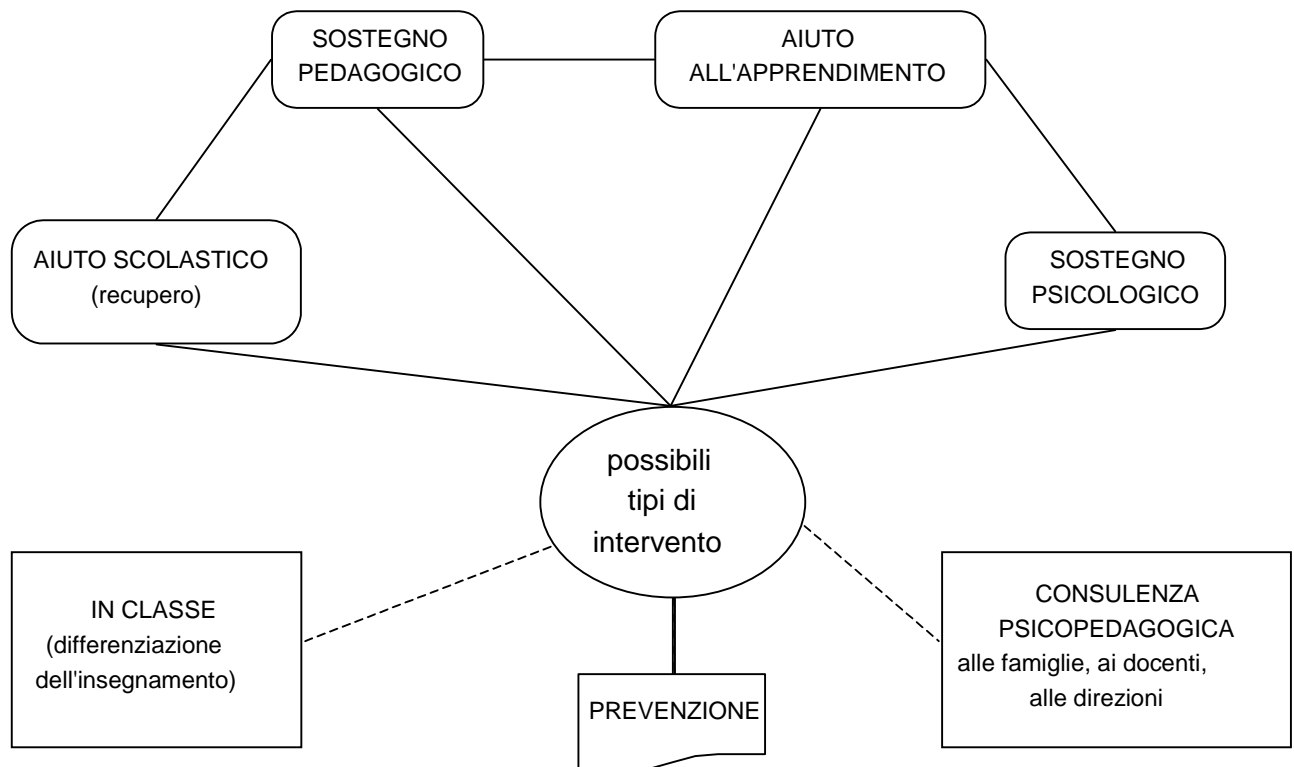 SOSTEGNO
PEDAGOGICO
AIUTO
ALL'APPRENDIMENTO
AIUTO SCOLASTICO
(recupero)
SOSTEGNO
PSICOLOGICO
possibili
tipi di
intervento
IN CLASSE
(differenziazione
dell'insegnamento)
PREVENZIONE
CONSULENZA
PSICOPEDAGOGICA
alle famiglie, ai docenti,
alle direzioni